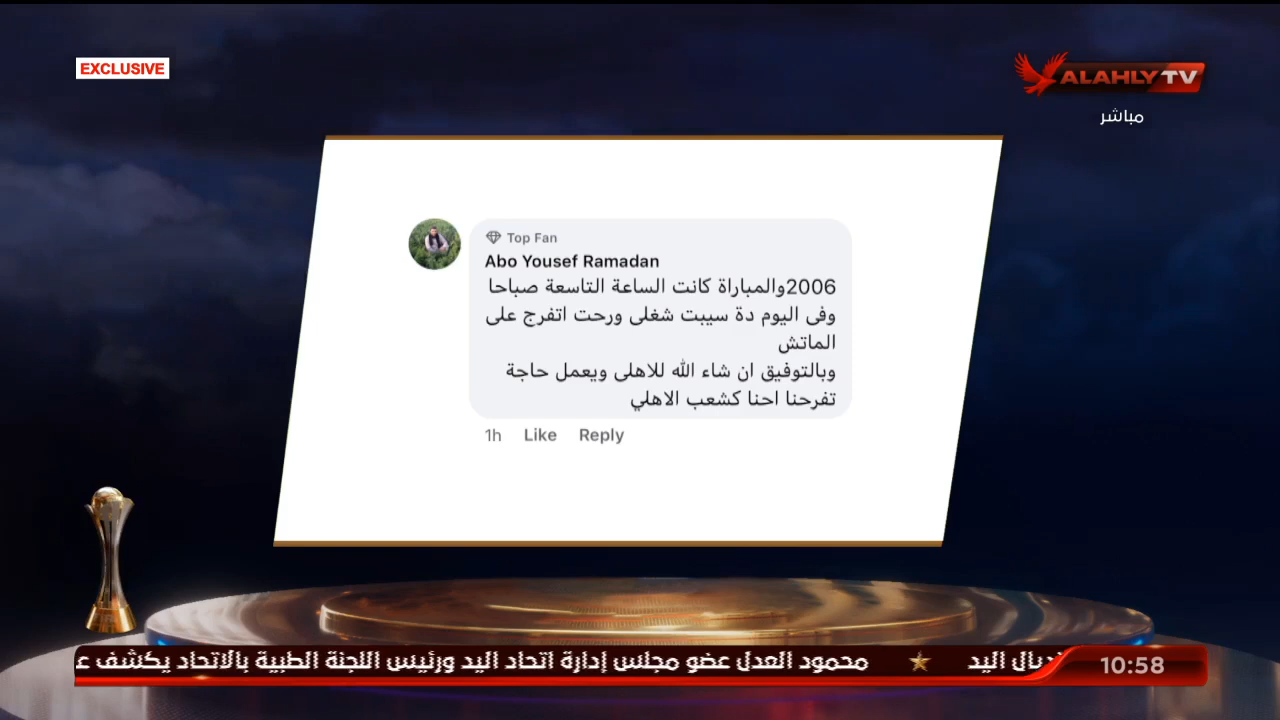 EXCLUSIVE
ALAHLY TV
مباشر
Top Fan
Abo Yousef Ramadan
2006والمباراة كانت الساعة التاسعة صباحا
وفى اليوم دة سيبت شغلى ورحت اتفرج على
الماتش
وبالتوفيق ان شاء الله للاهلى ويعمل حاجة
تفرحنا احنا كشعب الاهلي
1h Like Reply
اليد ★ محمود العدل عضو مجلس إدارة اتحاد اليد ورئيس اللجنة الطبية بالاتحاد يكشف
10:58